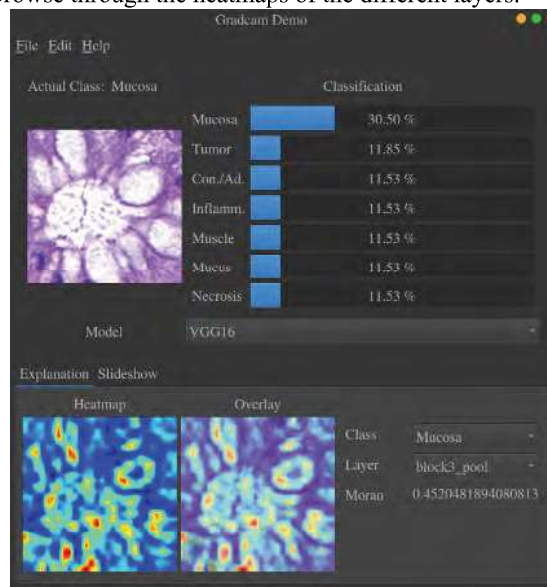 browse through the heatmaps of the different layers.
Gradcam Demo
File Edit Help
Actual Class: Mucosa
Classification
Mucosa 30.50 %
Tumor 11.85 %
Con./Ad. 11.53 %
Inflamm. 11.53 %
Muscle 11.53 %
Mucus 11.53 %
Necrosis 11.53 %
Model VGG16
Explanation Slideshow
Heatmap Overlay
Class Mucosa
Layer block3_pool
Moran 0.4520481894080813